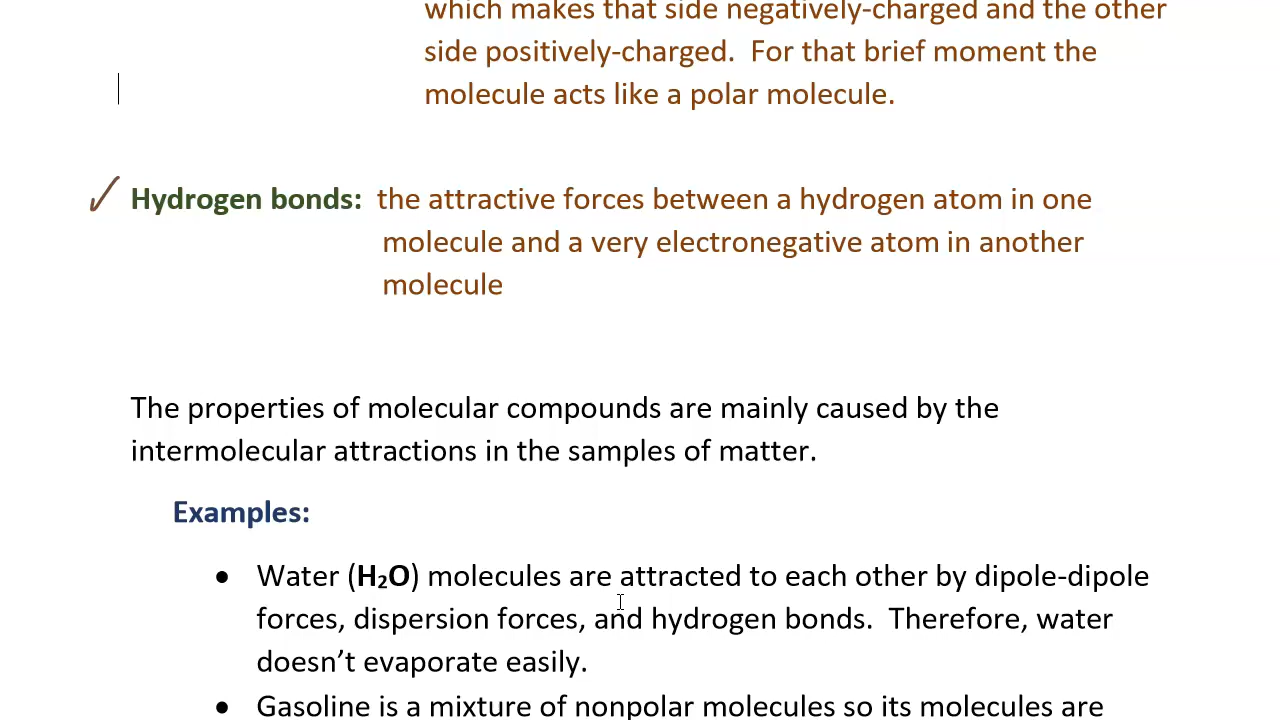 which makes that side negatively-charged and the other
side positively-charged.  For that brief moment the
molecule acts like a polar molecule.
Hydrogen bonds:  the attractive forces between a hydrogen atom in one
molecule and a very electronegative atom in another
molecule
The properties of molecular compounds are mainly caused by the
intermolecular attractions in the samples of matter.
Examples:
• Water (H₂O) molecules are attracted to each other by dipole-dipole
forces, dispersion forces, and hydrogen bonds.  Therefore, water
doesn’t evaporate easily.
• Gasoline is a mixture of nonpolar molecules so its molecules are